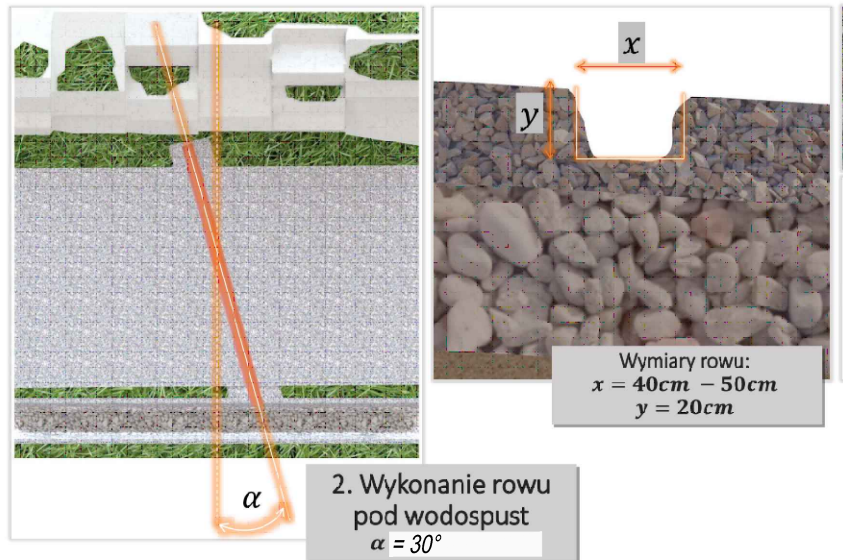 x
y
Wymiary rowu:
x = 40cm − 50cm
y = 20cm
α
2. Wykonanie rowu
pod wodospust
α = 30°